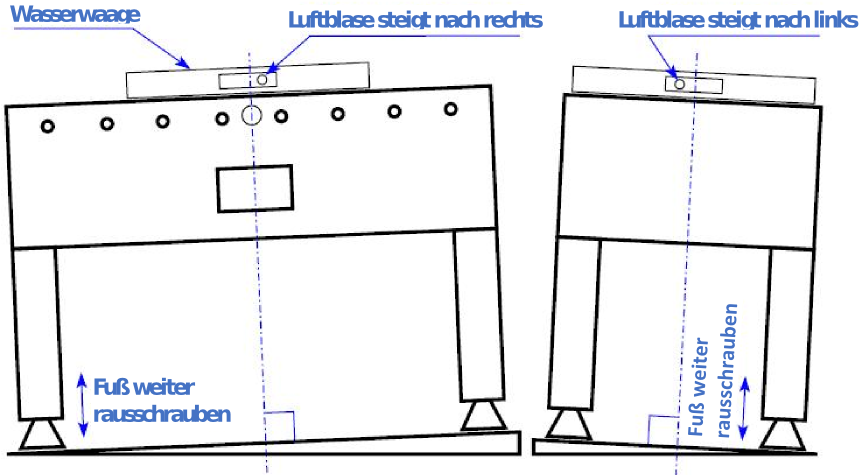 Wasserwaage
Luftblase steigt nach rechts
Luftblase steigt nach links
Fuß weiter
rausschrauben
Fuß weiter
rausschrauben